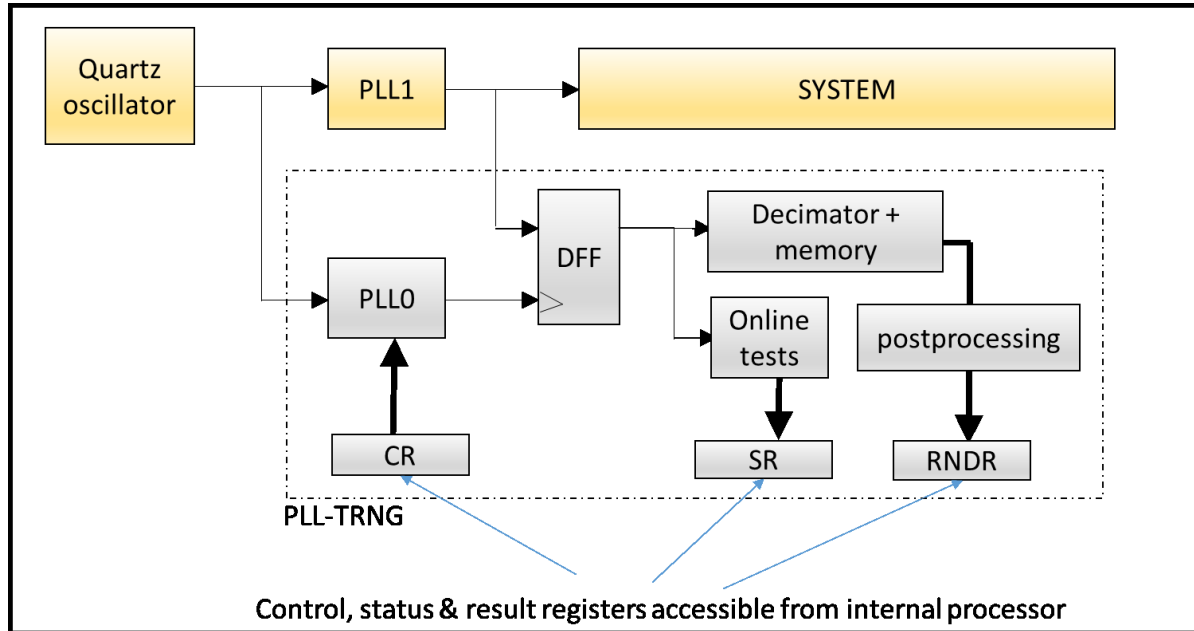 Quartz
oscillator
PLL1
SYSTEM
Decimator +
memory
DFF
PLL0
Online
tests
postprocessing
CR
SR
RNDR
PLL-TRNG
Control, status & result registers accessible from internal processor